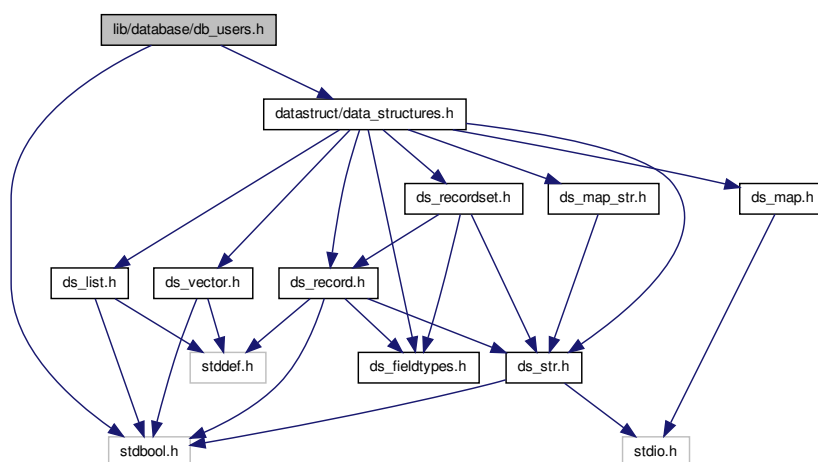 lib/database/db_users.h
datastruct/data_structures.h
ds_recordset.h
ds_map_str.h
ds_map.h
ds_list.h
ds_vector.h
ds_record.h
stddef.h
ds_fieldtypes.h
ds_str.h
stdbool.h
stdio.h